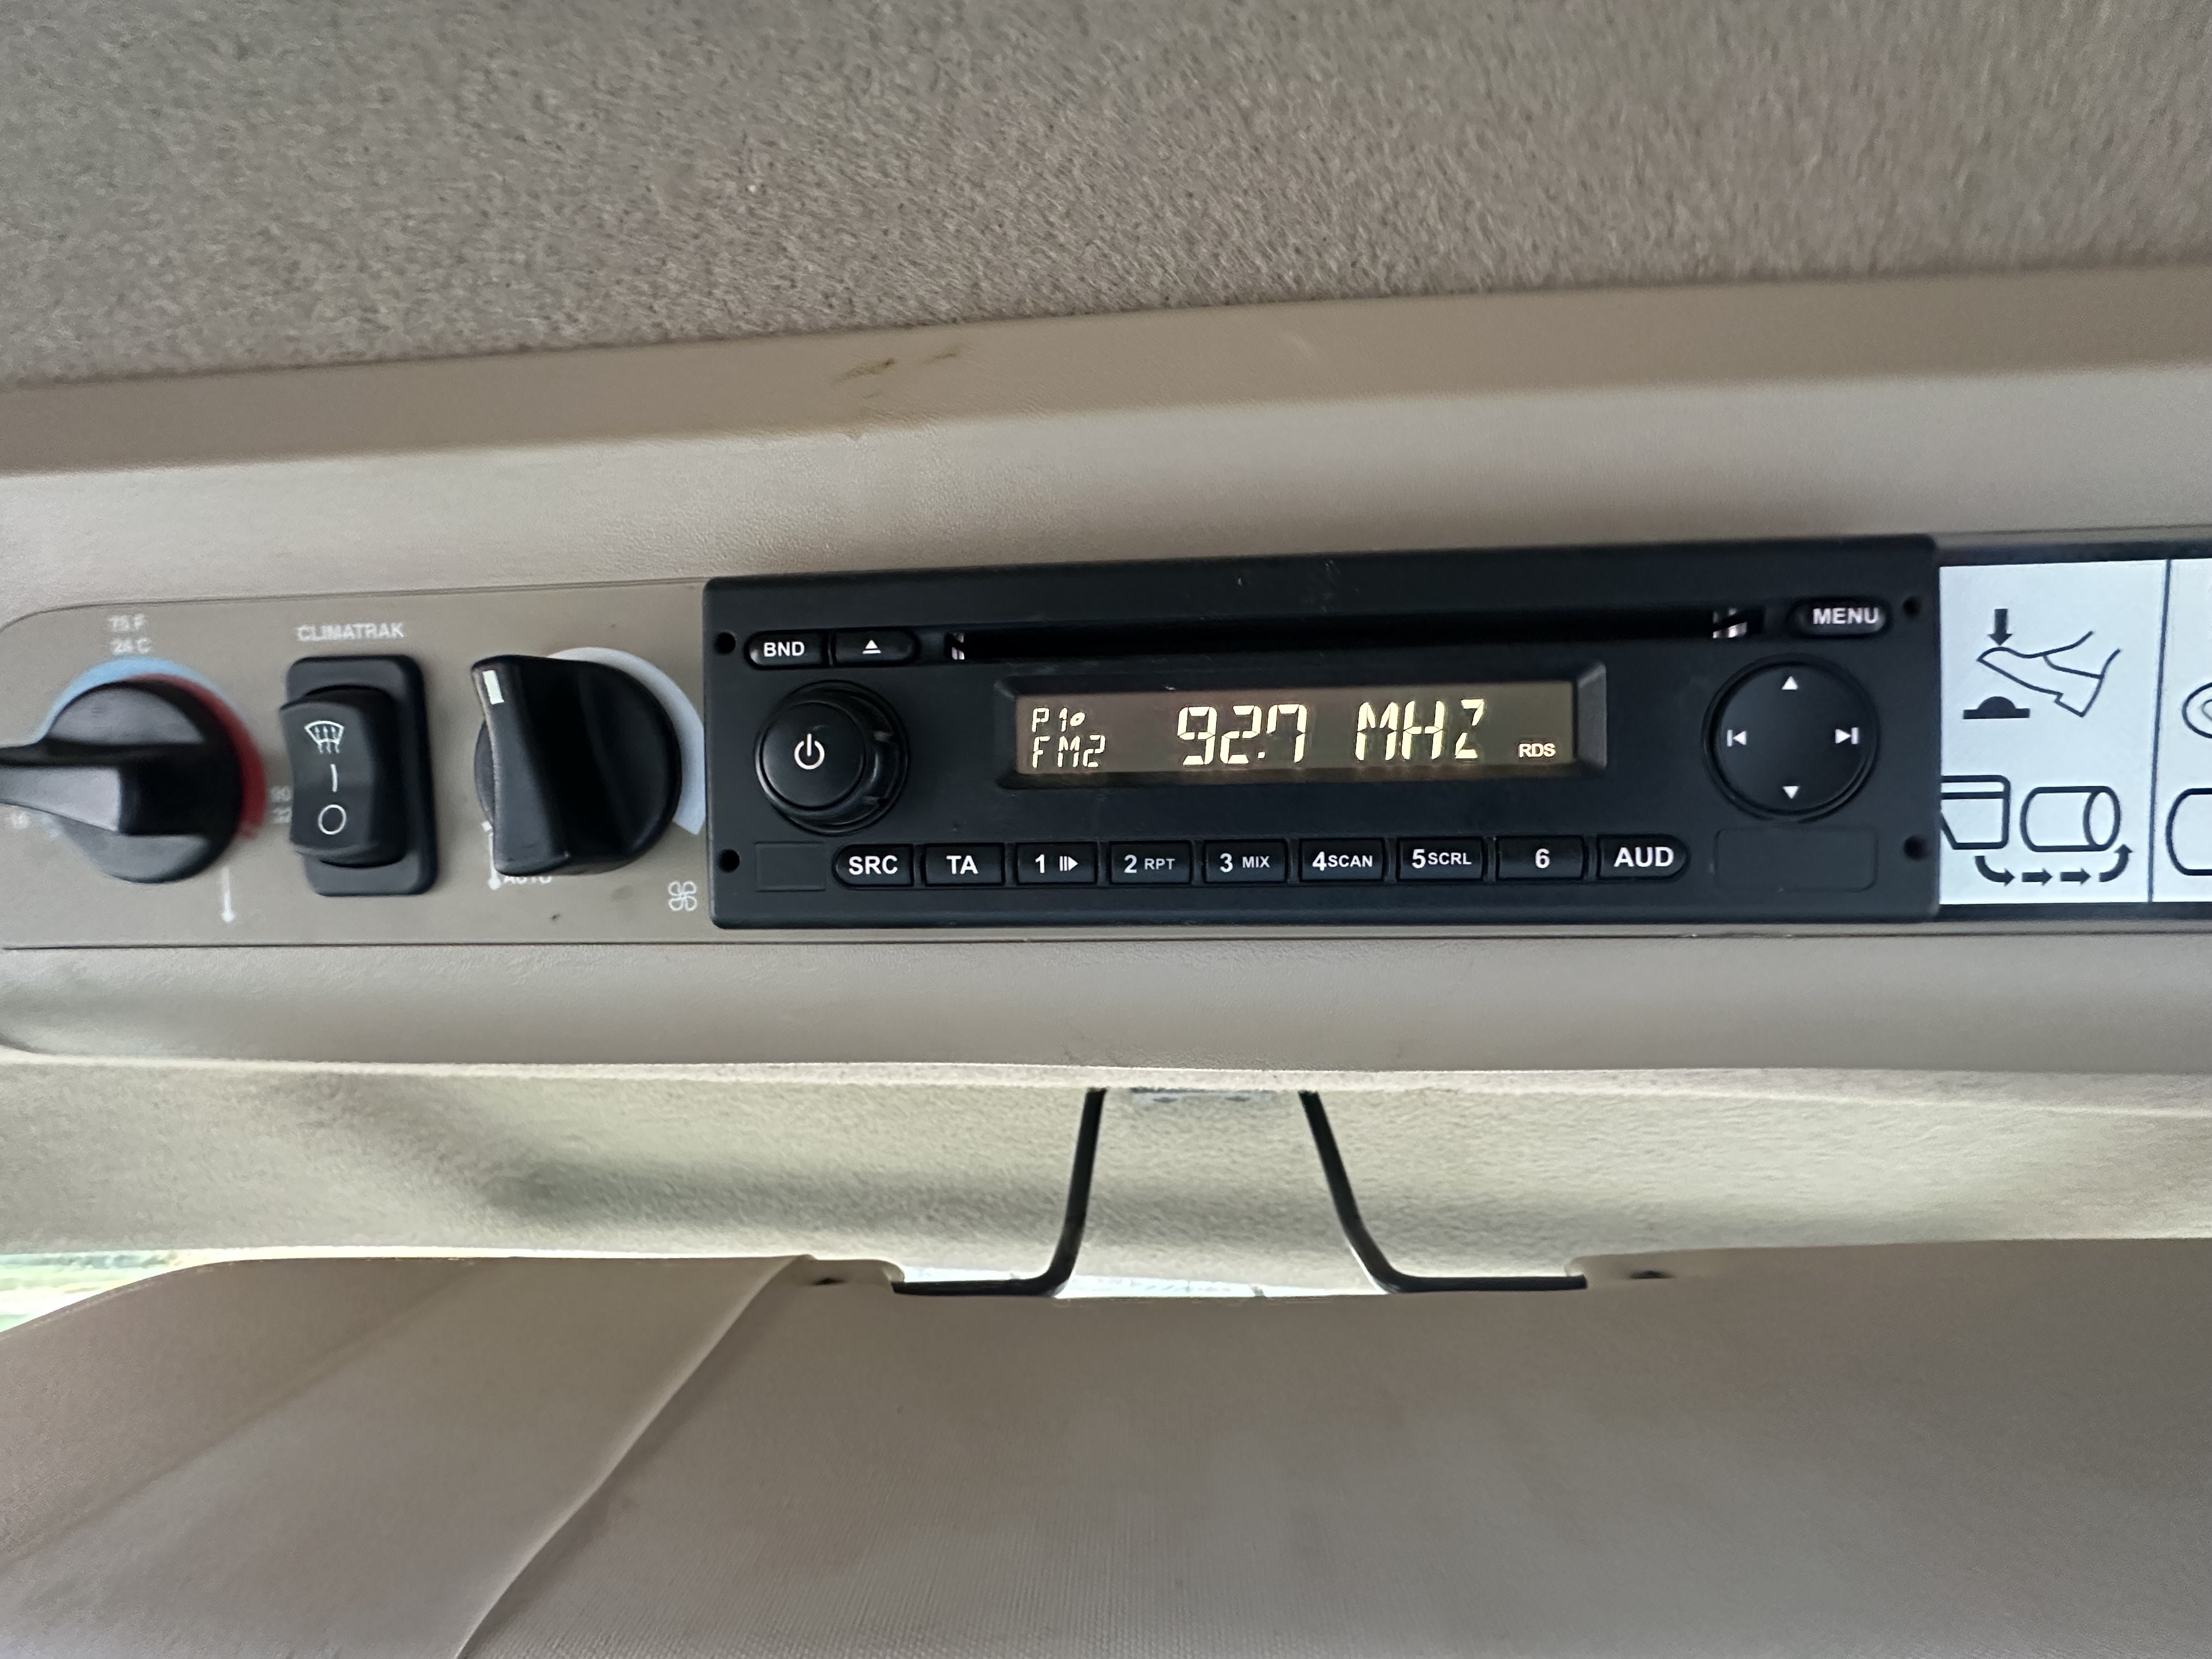 75 F
24 C
CLIMATRAK
AUTO
BND
MENU
P1
FM2
92.7 MHZ
RDS
SRC
TA
1
2 RPT
3 MIX
4SCAN
5SCRL
6
AUD